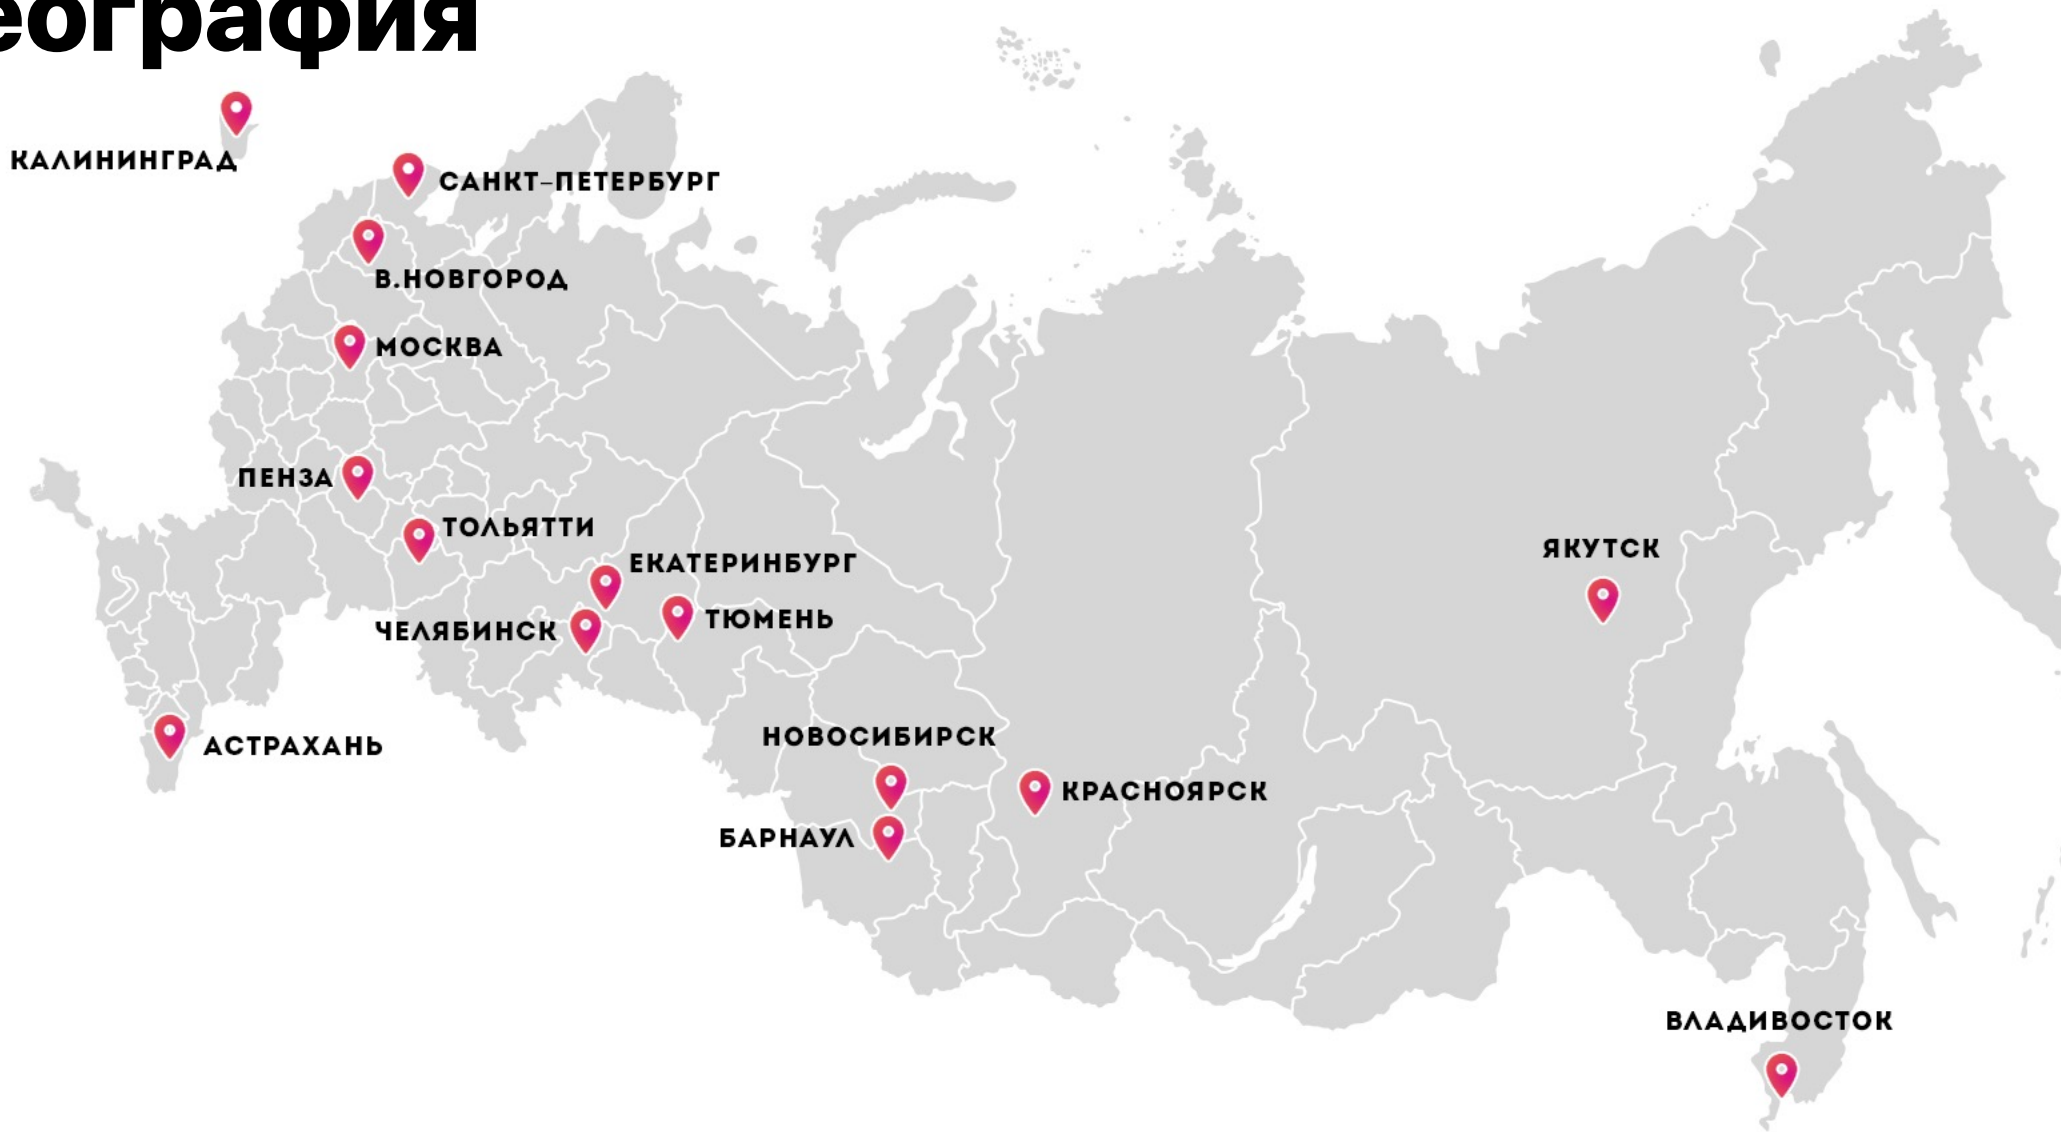 еография
КАЛИНИНГРАД
САНКТ-ПЕТЕРБУРГ
В.НОВГОРОД
МОСКВА
ПЕНЗА
ТОЛЬЯТТИ
ЕКАТЕРИНБУРГ
ТЮМЕНЬ
ЧЕЛЯБИНСК
ЯКУТСК
АСТРАХАНЬ
НОВОСИБИРСК
КРАСНОЯРСК
БАРНАУЛ
ВЛАДИВОСТОК